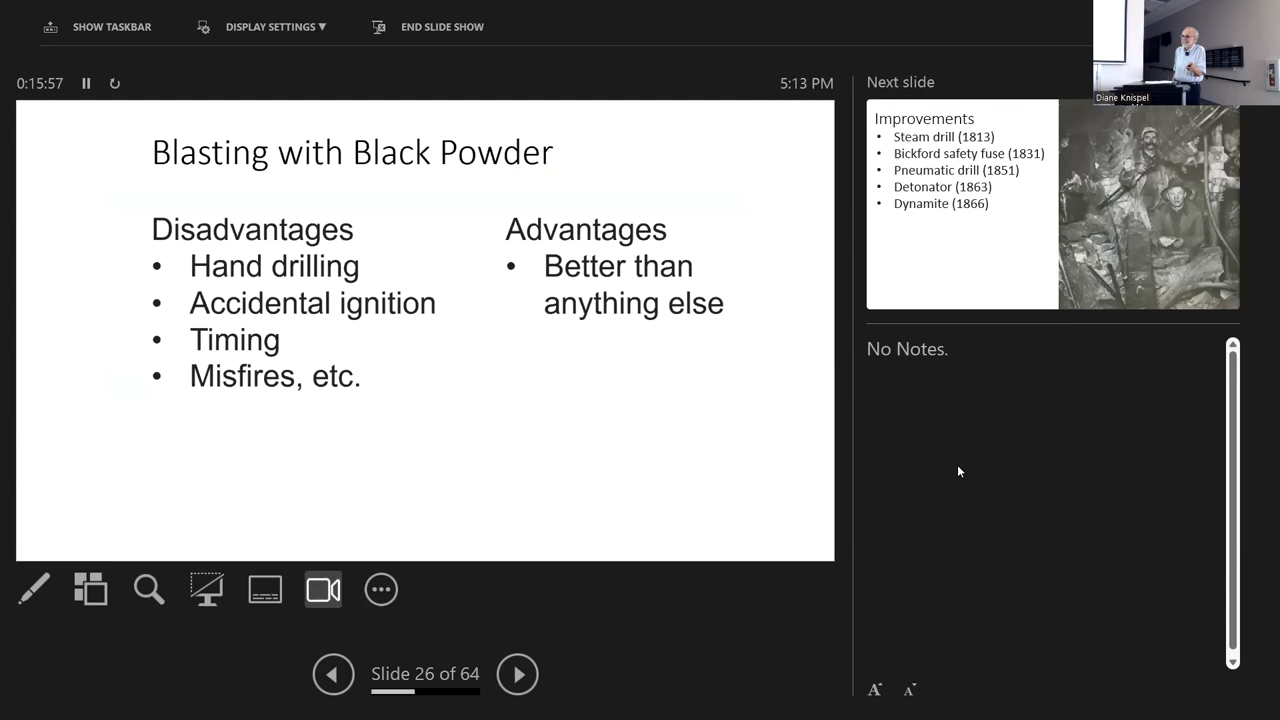 SHOW TASKBAR
DISPLAY SETTINGS ▼
END SLIDE SHOW
0:15:57
5:13 PM
Blasting with Black Powder
Disadvantages
• Hand drilling
• Accidental ignition
• Timing
• Misfires, etc.
Advantages
• Better than
anything else
Slide 26 of 64
Next slide
Diane Knispel
Improvements
• Steam drill (1813)
• Bickford safety fuse (1831)
• Pneumatic drill (1851)
• Detonator (1863)
• Dynamite (1866)
No Notes.
A A